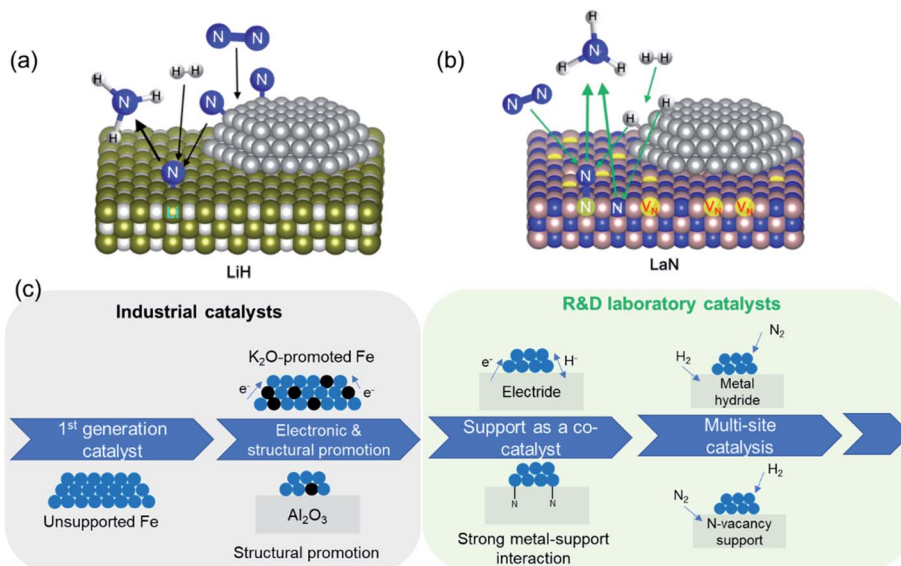 (a)
N
N
H
H
H
N
N
N
H
H
N
Li
LiH
(b)
H
N
H
H
H
H
N
N
H
H
N
N
N
V_N
V_N
V_N
LaN
(c)
Industrial catalysts
K₂O-promoted Fe
e⁻
e⁻
1st generation
catalyst
Unsupported Fe
Electronic &
structural promotion
Al₂O₃
Structural promotion
R&D laboratory catalysts
e⁻
H⁻
Electride
Support as a co-
catalyst
N
N
Strong metal-support
interaction
N₂
H₂
Metal
hydride
Multi-site
catalysis
H₂
N₂
N-vacancy
support